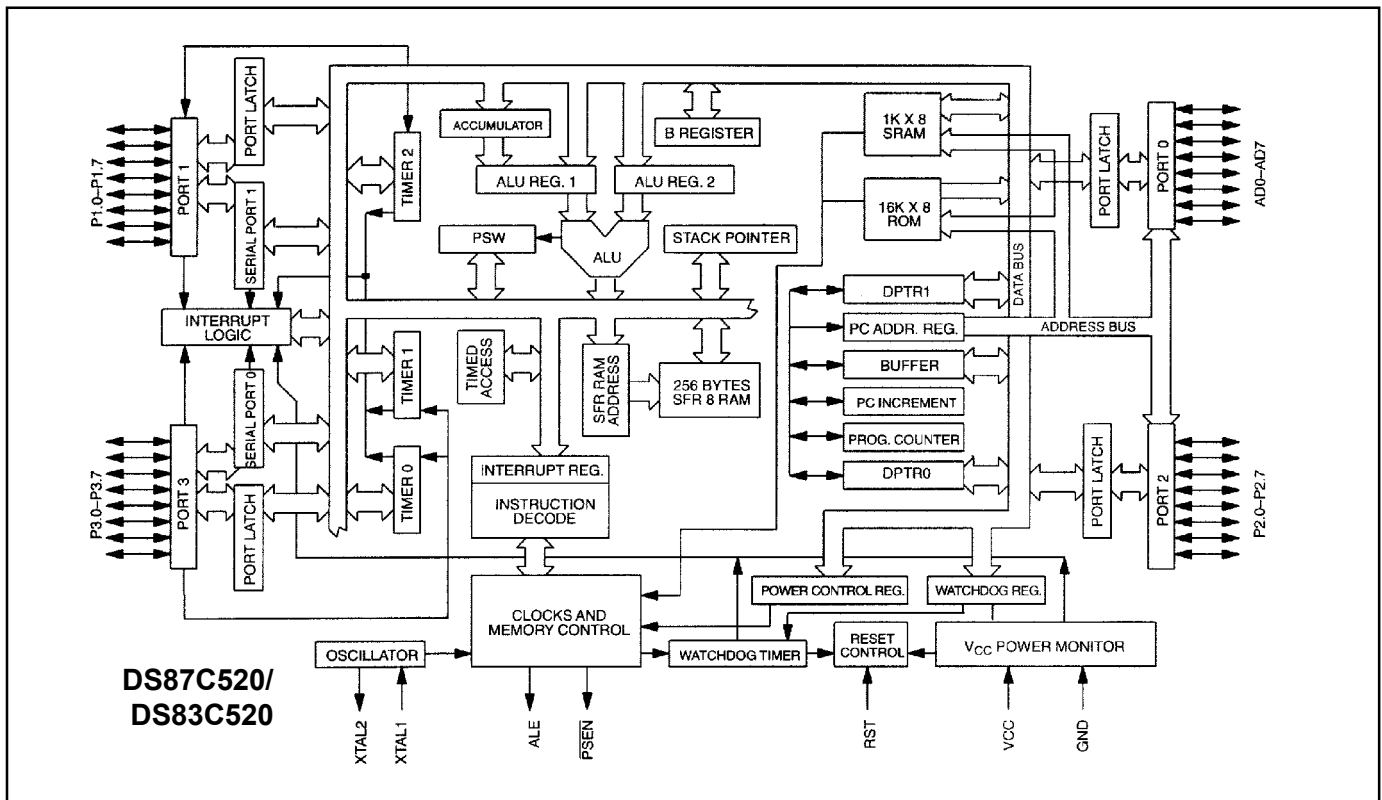 P1.0–P1.7
PORT 1
PORT LATCH
SERIAL PORT 1
TIMER 2
ACCUMULATOR
B REGISTER
1K X 8
SRAM
PORT LATCH
PORT 0
AD0–AD7
ALU REG. 1
ALU REG. 2
16K X 8
ROM
PSW
ALU
STACK POINTER
DATA BUS
INTERRUPT
LOGIC
DPTR1
PC ADDR. REG.
ADDRESS BUS
BUFFER
PC INCREMENT
PROG. COUNTER
DPTR0
TIMER 1
TIMED
ACCESS
SFR RAM
ADDRESS
256 BYTES
SFR 8 RAM
P3.0–P3.7
PORT 3
SERIAL PORT 0
PORT LATCH
TIMER 0
INTERRUPT REG.
INSTRUCTION
DECODE
PORT LATCH
PORT 2
P2.0–P2.7
POWER CONTROL REG.
WATCHDOG REG.
CLOCKS AND
MEMORY CONTROL
OSCILLATOR
WATCHDOG TIMER
RESET
CONTROL
VCC POWER MONITOR
DS87C520/
DS83C520
XTAL2
XTAL1
ALE
PSEN
RST
VCC
GND